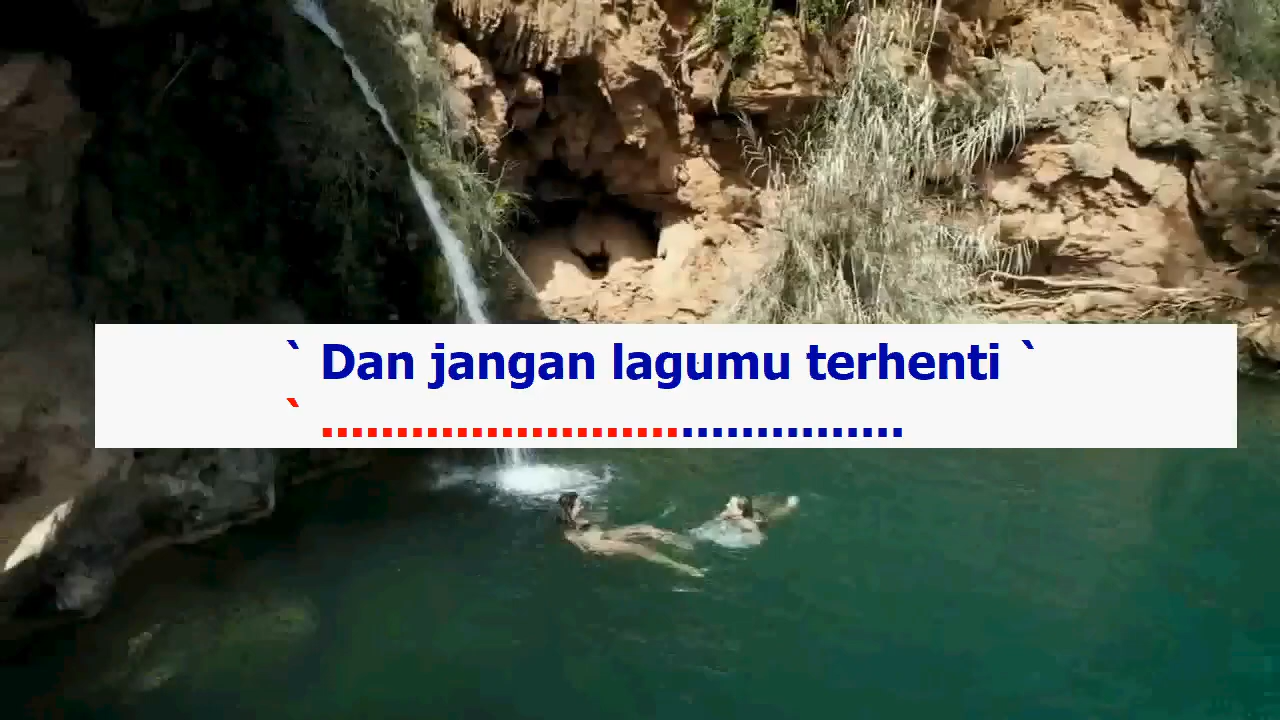 ` Dan jangan lagumu terhenti `
` .......................................